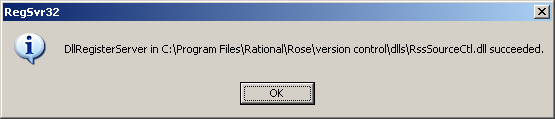 RegSvr32
DllRegisterServer in C:\Program Files\Rational\Rose\version control\dlls\RssSourceCtl.dll succeeded.
OK